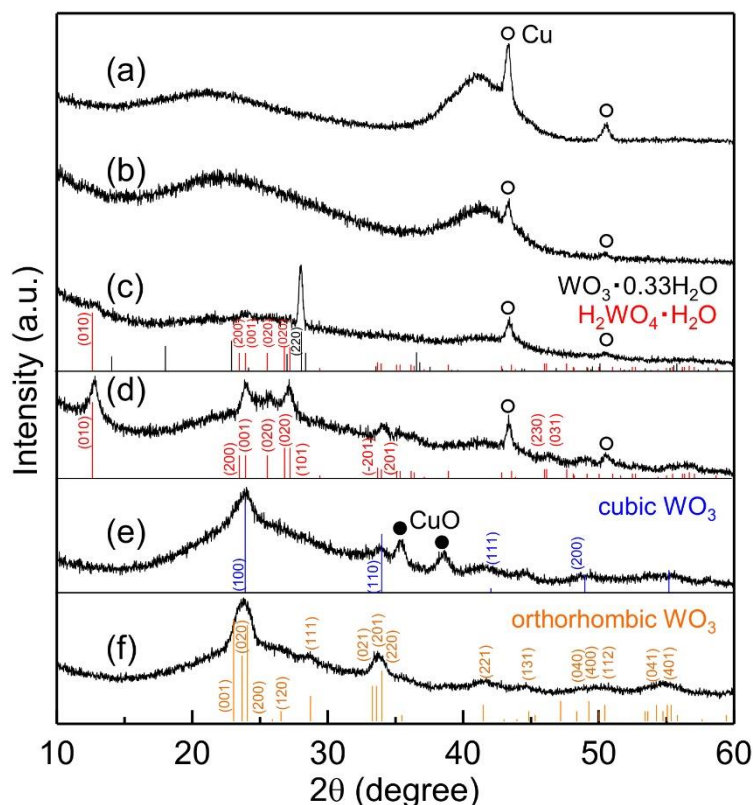 (a)
Cu
(b)
(c)
WO3·0.33H2O
H2WO4·H2O
(010)
(200)
(001)
(020)
(020)
(220)
(d)
(010)
(200)
(001)
(020)
(020)
(101)
(-201)
(201)
(230)
(031)
(e)
CuO
cubic WO3
(100)
(110)
(111)
(200)
(f)
orthorhombic WO3
(001)
(020)
(200)
(120)
(111)
(021)
(201)
(220)
(221)
(131)
(040)
(400)
(112)
(041)
(401)
Intensity (a.u.)
10 20 30 40 50 60
2θ (degree)